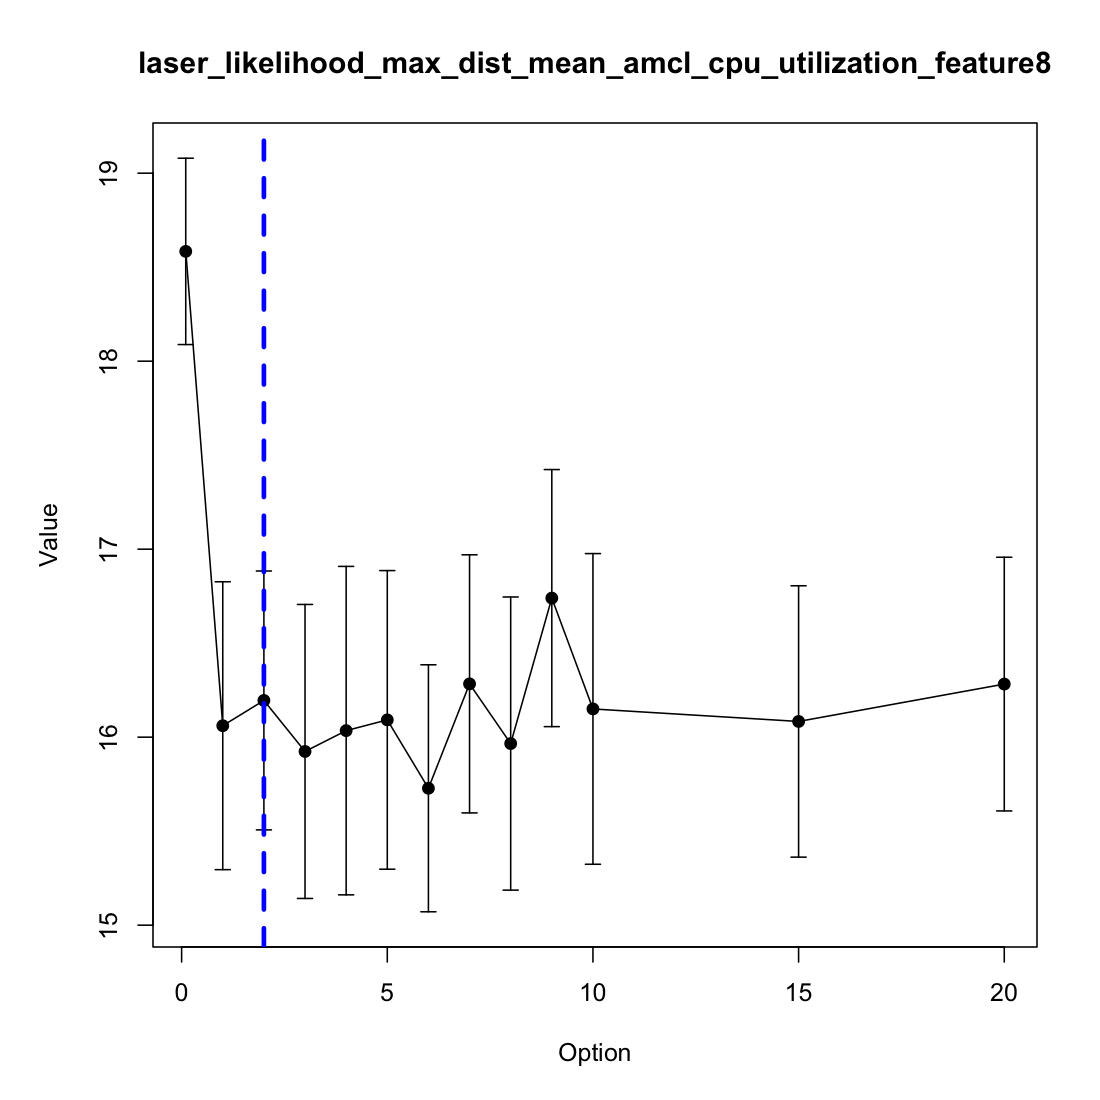 laser_likelihood_max_dist_mean_amcl_cpu_utilization_feature8
19
18
17
16
15
Value
0 5 10 15 20
Option